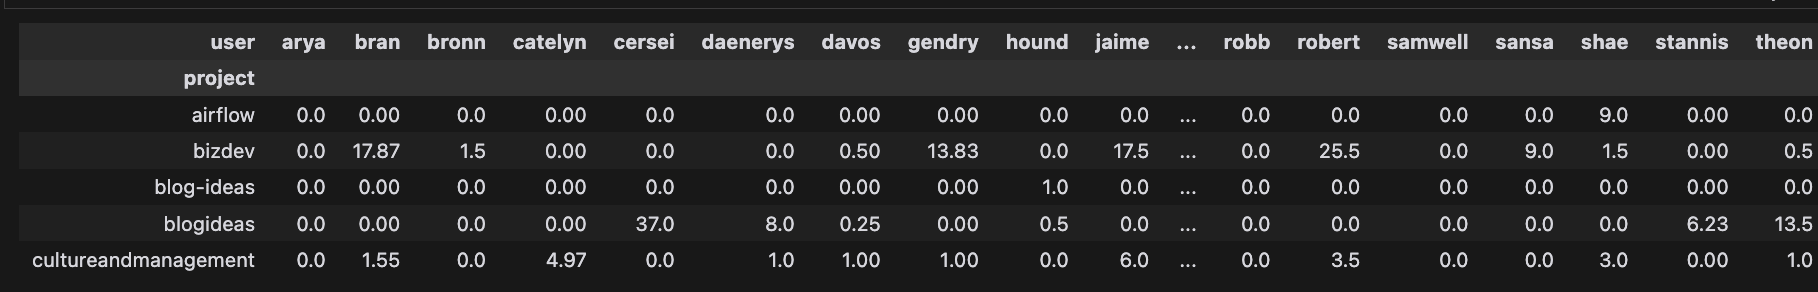 user arya bran bronn catelyn cersei daenerys davos gendry hound jaime ... robb robert samwell sansa shae stannis theon
project
airflow 0.0 0.00 0.0 0.00 0.0 0.0 0.00 0.00 0.0 0.0 ... 0.0 0.0 0.0 0.0 9.0 0.00 0.0
bizdev 0.0 17.87 1.5 0.00 0.0 0.0 0.50 13.83 0.0 17.5 ... 0.0 25.5 0.0 9.0 1.5 0.00 0.5
blog-ideas 0.0 0.00 0.0 0.00 0.0 0.0 0.00 0.00 1.0 0.0 ... 0.0 0.0 0.0 0.0 0.0 0.00 0.0
blogideas 0.0 0.00 0.0 0.00 37.0 8.0 0.25 0.00 0.5 0.0 ... 0.0 0.0 0.0 0.0 0.0 6.23 13.5
cultureandmanagement 0.0 1.55 0.0 4.97 0.0 1.0 1.00 1.00 0.0 6.0 ... 0.0 3.5 0.0 0.0 3.0 0.00 1.0